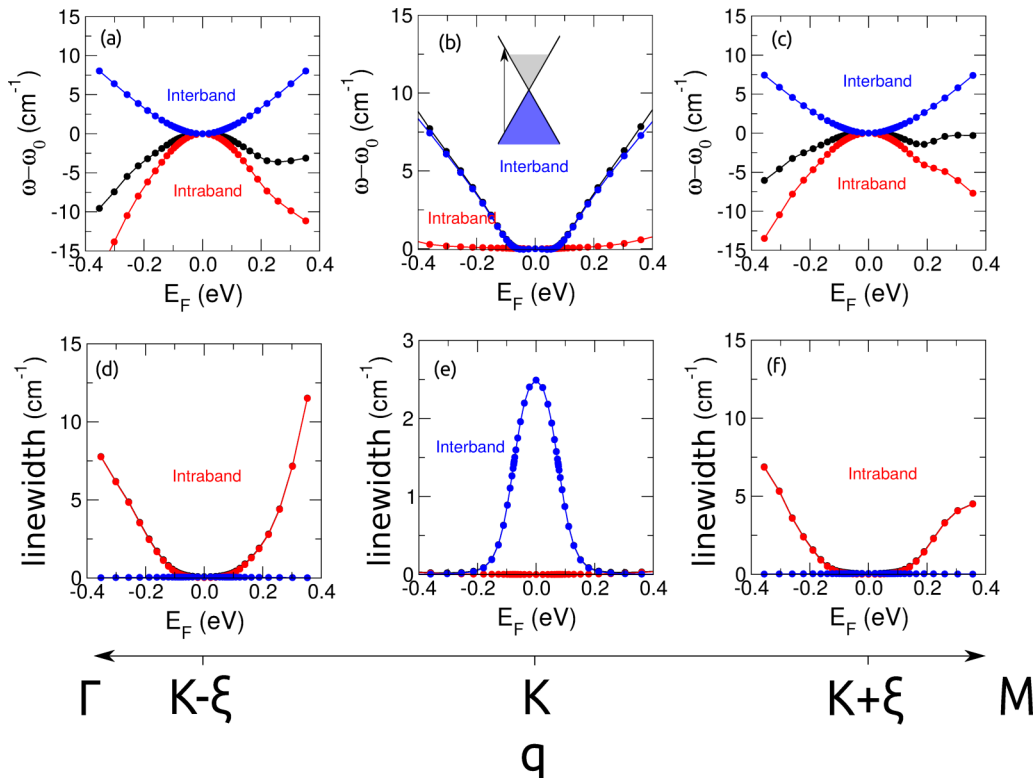 (a)
ω−ω₀ (cm⁻¹)
15
10
5
0
-5
-10
-15
Interband
Intraband
-0.4 -0.2 0.0 0.2 0.4
E_F (eV)
(b)
ω−ω₀ (cm⁻¹)
15
10
5
0
Interband
Intraband
-0.4 -0.2 0.0 0.2 0.4
E_F (eV)
(c)
ω−ω₀ (cm⁻¹)
15
10
5
0
-5
-10
-15
Interband
Intraband
-0.4 -0.2 0.0 0.2 0.4
E_F (eV)
(d)
linewidth (cm⁻¹)
15
10
5
0
Intraband
-0.4 -0.2 0.0 0.2 0.4
E_F (eV)
(e)
linewidth (cm⁻¹)
3
2
1
0
Interband
-0.4 -0.2 0.0 0.2 0.4
E_F (eV)
(f)
linewidth (cm⁻¹)
15
10
5
0
Intraband
-0.4 -0.2 0.0 0.2 0.4
E_F (eV)
Γ K-ξ K K+ξ M
q